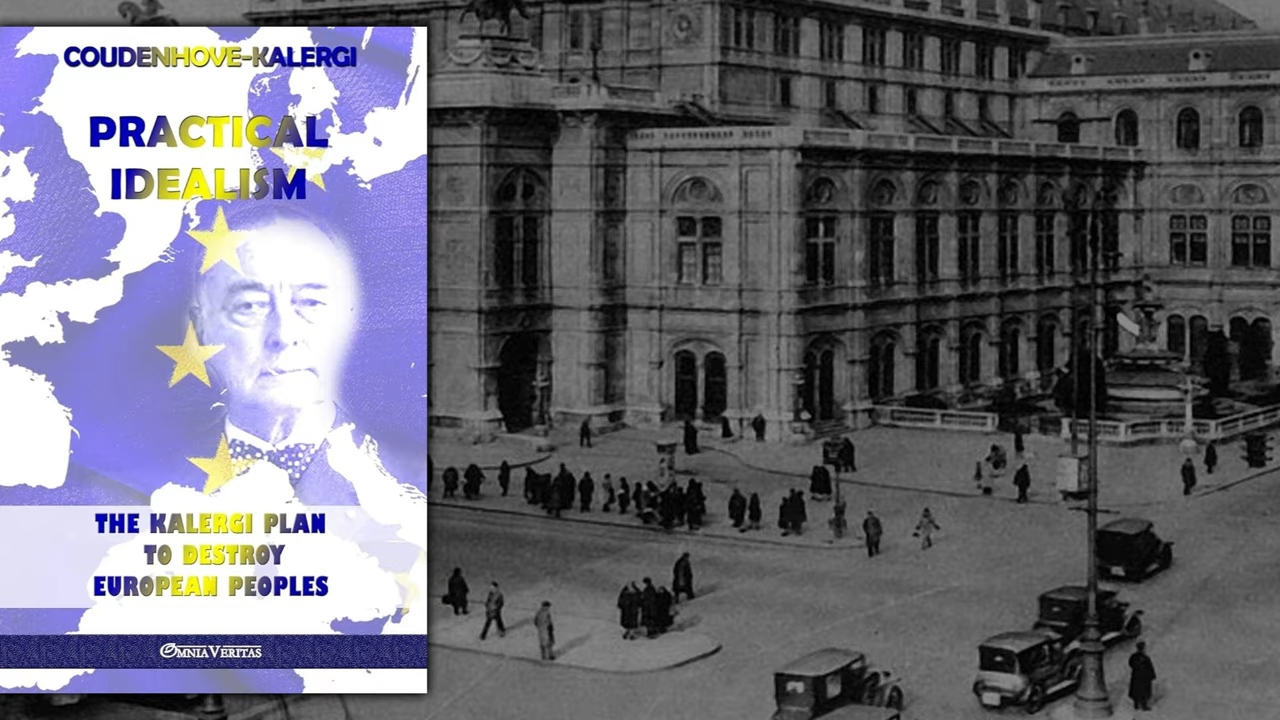 COUDENHOVE-KALERGI
PRACTICAL
IDEALISM
THE KALERGI PLAN
TO DESTROY
EUROPEAN PEOPLES
OMNIA VERITAS